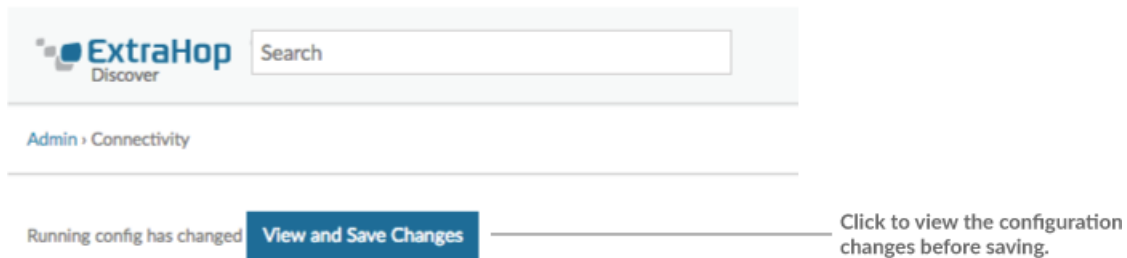 ExtraHop
Discover
Search
Admin › Connectivity
Running config has changed View and Save Changes
Click to view the configuration
changes before saving.